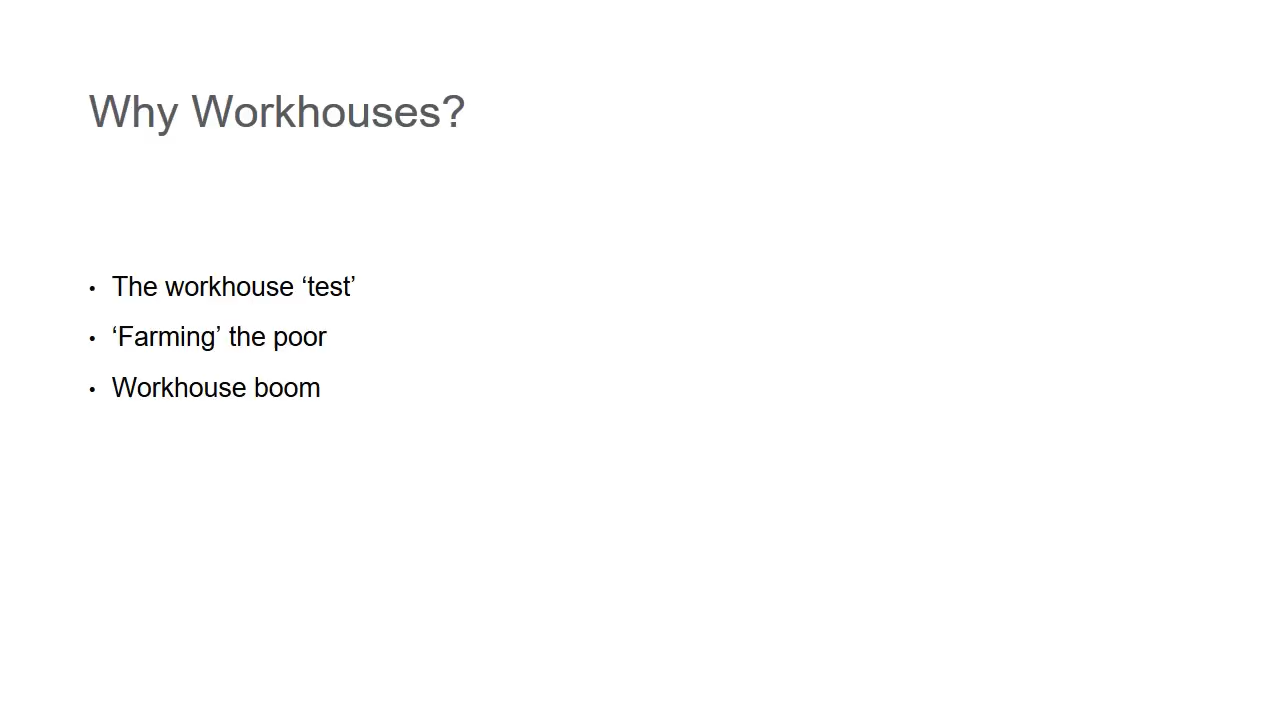 Why Workhouses?
• The workhouse ‘test’
• ‘Farming’ the poor
• Workhouse boom